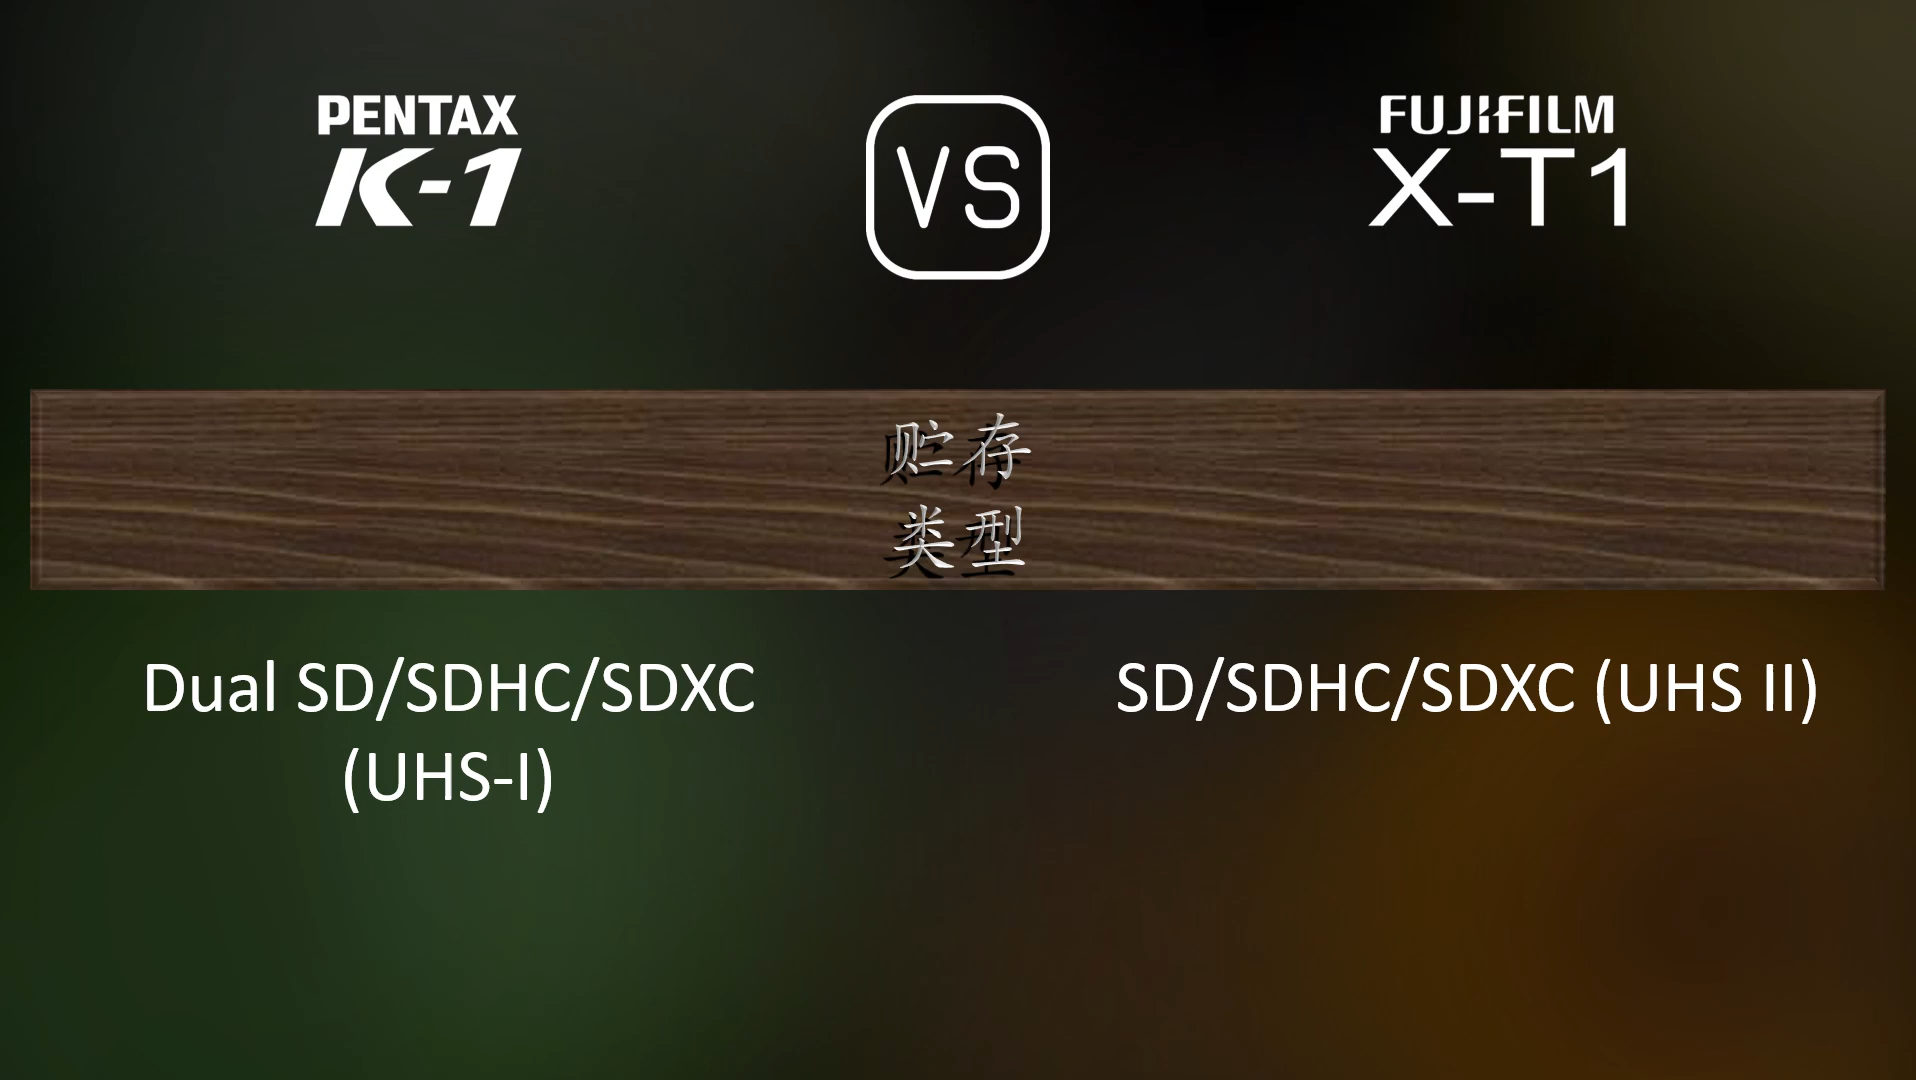 PENTAX
K-1
VS
FUJIFILM
X-T1
贮存
类型
Dual SD/SDHC/SDXC
(UHS-I)
SD/SDHC/SDXC (UHS II)